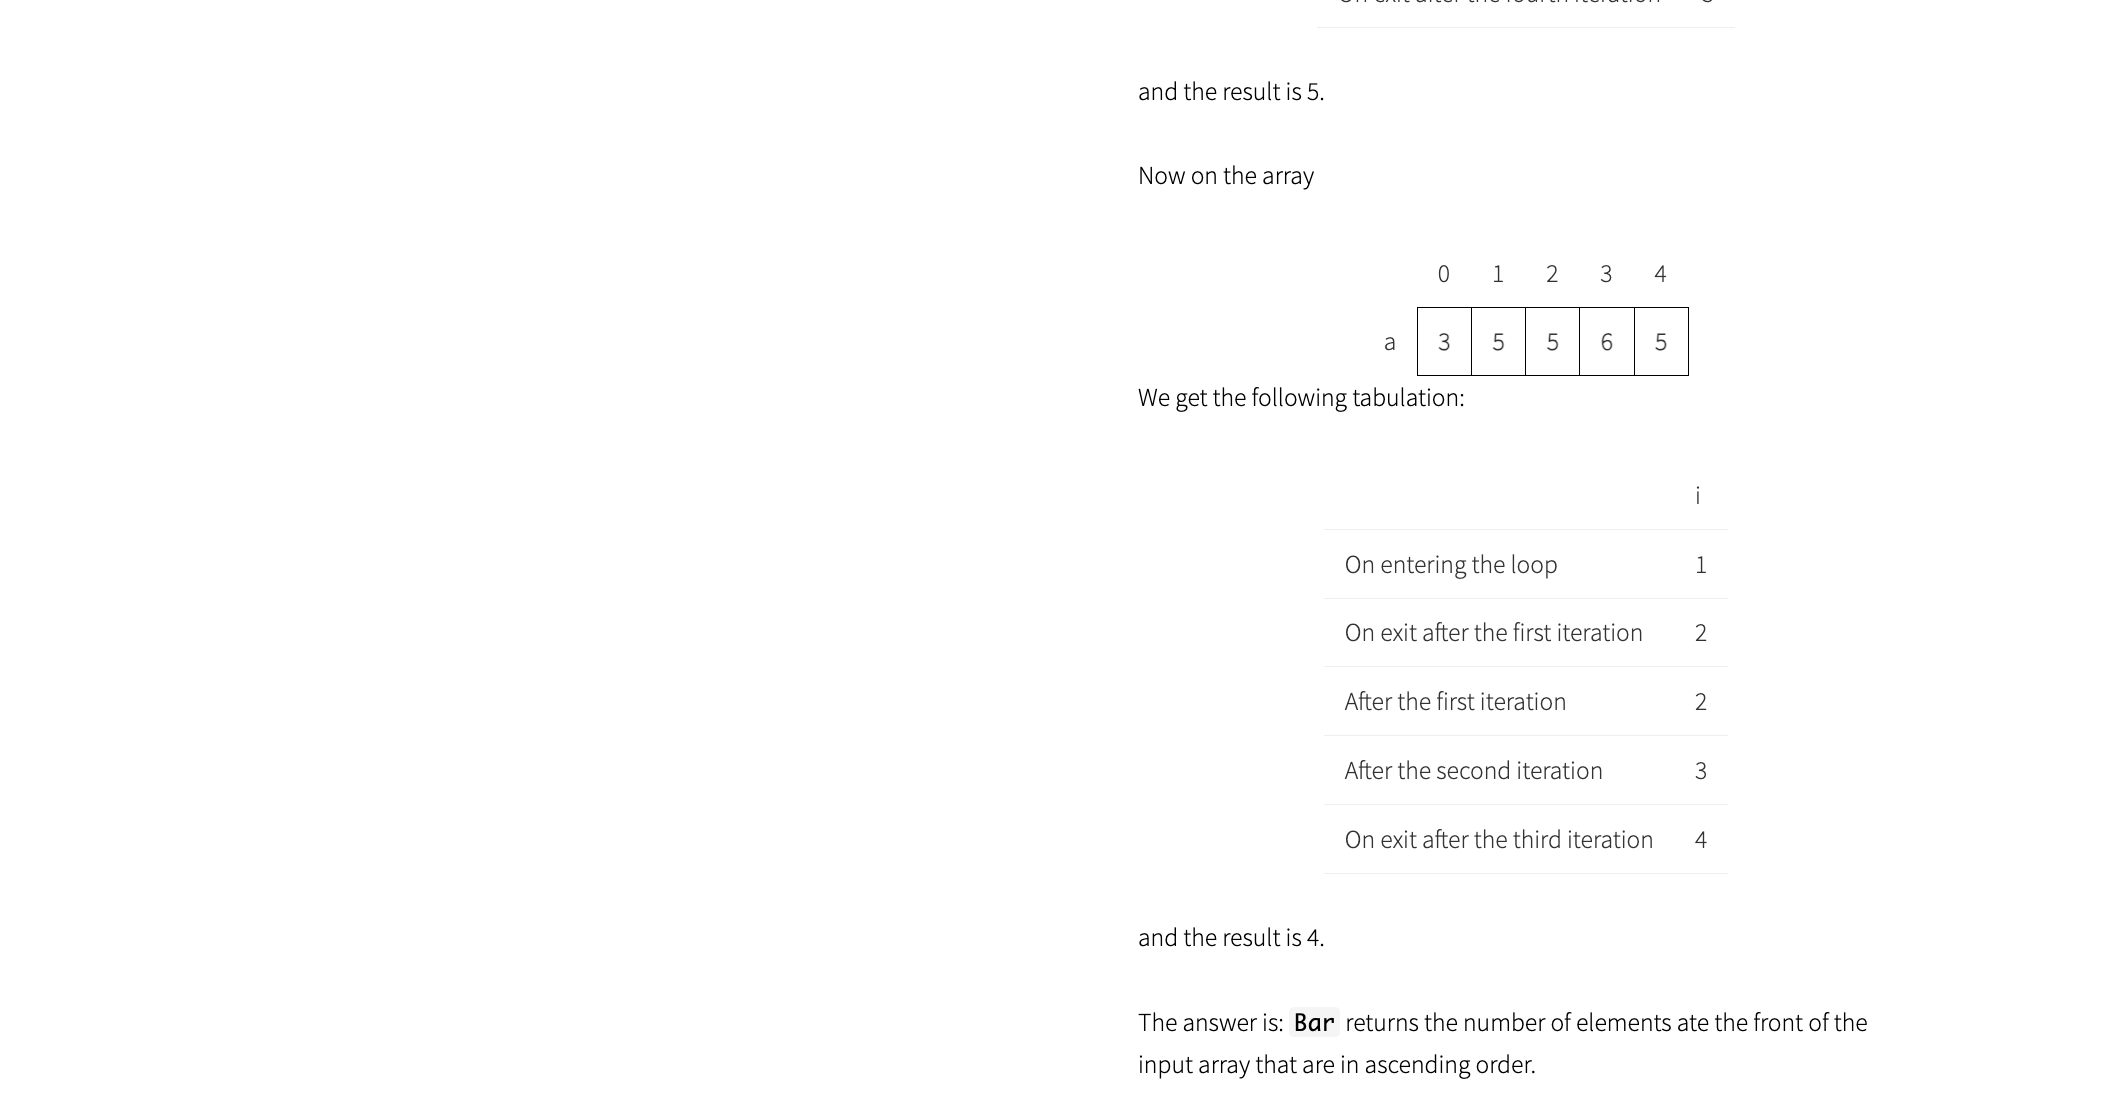 On exit after the fourth iteration
and the result is 5.
Now on the array
0 1 2 3 4
a 3 5 5 6 5
We get the following tabulation:
i
On entering the loop 1
On exit after the first iteration 2
After the first iteration 2
After the second iteration 3
On exit after the third iteration 4
and the result is 4.
The answer is: Bar returns the number of elements ate the front of the
input array that are in ascending order.